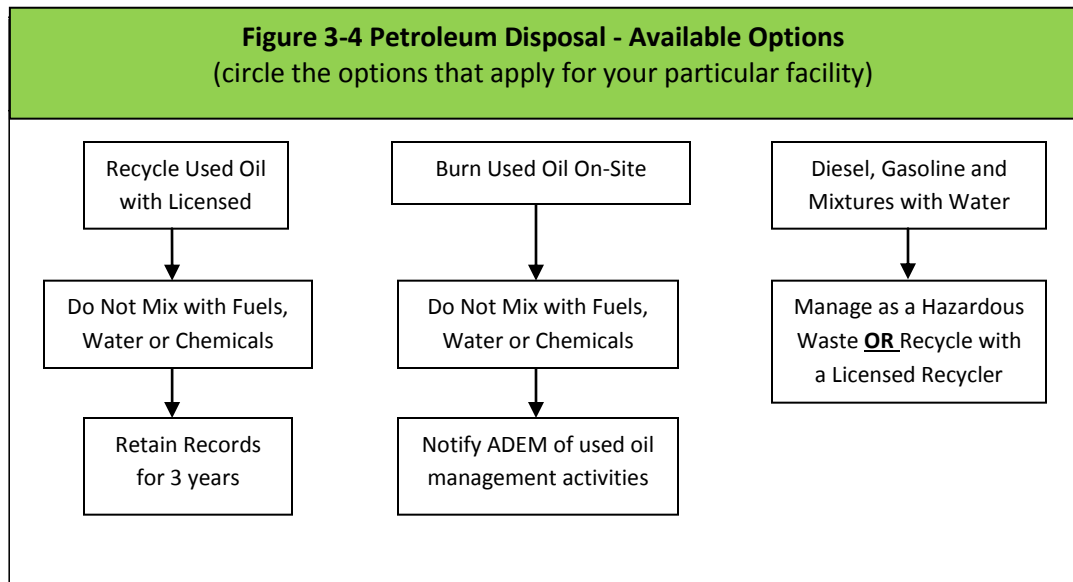 Figure 3-4 Petroleum Disposal - Available Options
(circle the options that apply for your particular facility)
Recycle Used Oil
with Licensed
Do Not Mix with Fuels,
Water or Chemicals
Retain Records
for 3 years
Burn Used Oil On-Site
Do Not Mix with Fuels,
Water or Chemicals
Notify ADEM of used oil
management activities
Diesel, Gasoline and
Mixtures with Water
Manage as a Hazardous
Waste OR Recycle with
a Licensed Recycler